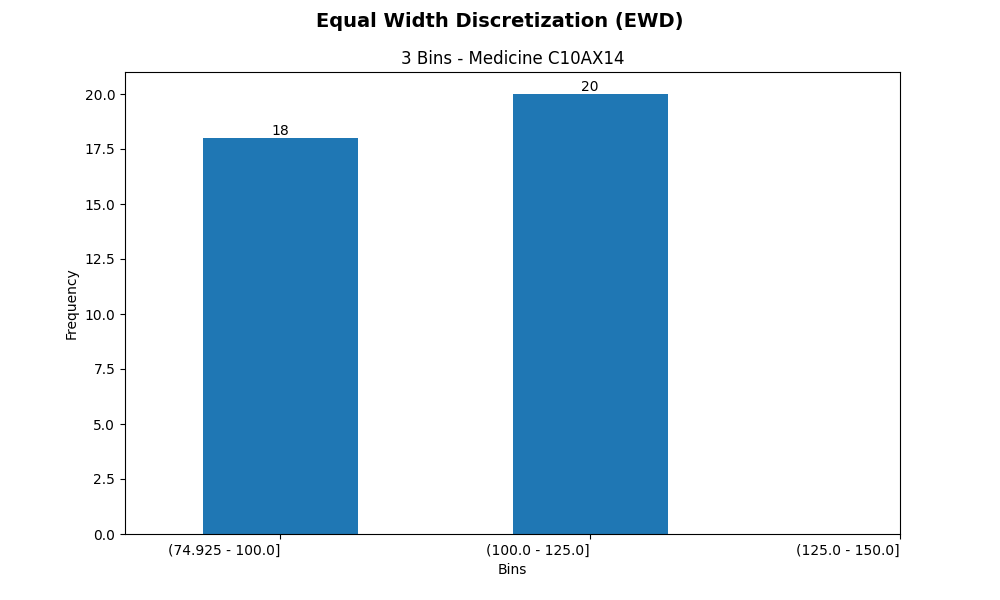 Equal Width Discretization (EWD)
3 Bins - Medicine C10AX14
20.0
17.5
15.0
12.5
10.0
7.5
5.0
2.5
0.0
Frequency
18
20
(74.925 - 100.0]
(100.0 - 125.0]
(125.0 - 150.0]
Bins